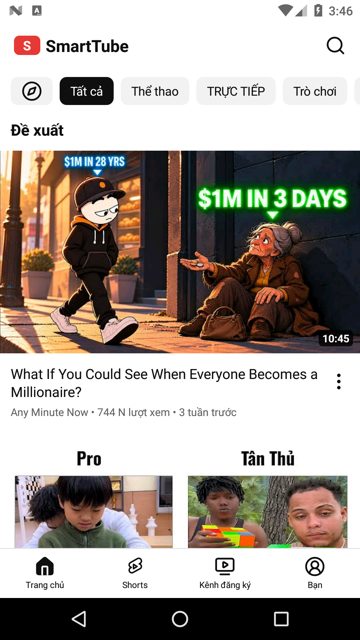 3:46
S SmartTube
Tất cả Thể thao TRỰC TIẾP Trò chơi
Đề xuất
$1M IN 28 YRS
$1M IN 3 DAYS
10:45
What If You Could See When Everyone Becomes a
Millionaire?
Any Minute Now • 744 N lượt xem • 3 tuần trước
Pro Tân Thủ
Trang chủ Shorts Kênh đăng ký Bạn